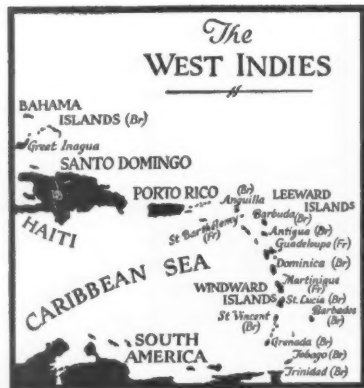 The
WEST INDIES
BAHAMA
ISLANDS (Br)
Great Inagua
SANTO DOMINGO
HAITI
PORTO RICO
Anguilla
(Br)
LEEWARD
ISLANDS
St Barthélemy
(Fr)
Barbuda (Br)
Antigua (Br)
Guadeloupe (Fr)
Dominica (Br)
CARIBBEAN SEA
Martinique
(Fr)
WINDWARD
ISLANDS
St. Lucia (Br)
St Vincent
(Br)
Barbados
(Br)
SOUTH
AMERICA
Grenada (Br)
Tobago (Br)
Trinidad (Br)